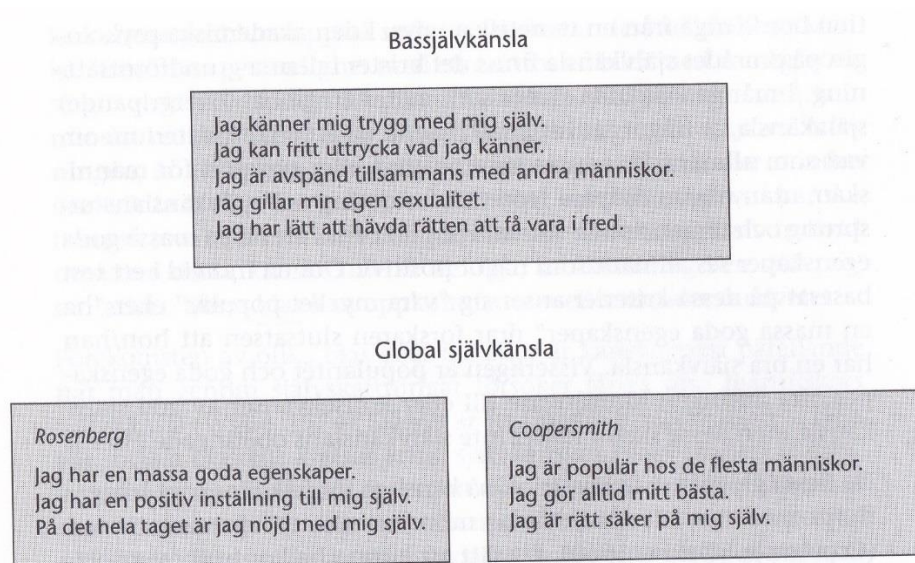 Bassjälvkänsla
Jag känner mig trygg med mig själv.
Jag kan fritt uttrycka vad jag känner.
Jag är avspänd tillsammans med andra människor.
Jag gillar min egen sexualitet.
Jag har lätt att hävda rätten att få vara i fred.
Global självkänsla
Rosenberg
Jag har en massa goda egenskaper.
Jag har en positiv inställning till mig själv.
På det hela taget är jag nöjd med mig själv.
Coopersmith
Jag är populär hos de flesta människor.
Jag gör alltid mitt bästa.
Jag är rätt säker på mig själv.